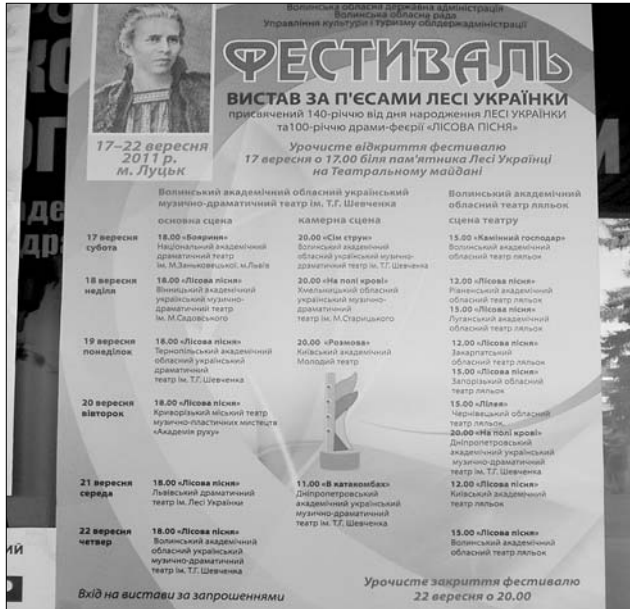 Волинська обласна державна адміністрація
Волинська обласна рада
Управління культури і туризму облдержадміністрації
ФЕСТИВАЛЬ
ВИСТАВ ЗА П'ЄСАМИ ЛЕСІ УКРАЇНКИ
присвячений 140-річчю від дня народження ЛЕСІ УКРАЇНКИ
та100-річчю драми-феєрії «ЛІСОВА ПІСНЯ»
17–22 вересня
2011 р.
м. Луцьк
Урочисте відкриття фестивалю
17 вересня о 17.00 біля пам'ятника Лесі Українці
на Театральному майдані
Волинський академічний обласний український
музично-драматичний театр ім. Т.Г. Шевченка
Волинський академічний
обласний театр ляльок
основна сцена
камерна сцена
сцена театру
17 вересня
субота
18.00 «Бояриня»
Національний академічний
драматичний театр
ім. М.Заньковецької, м.Львів
20.00 «Сім струн»
Волинський академічний
обласний український музично-
драматичний театр ім. Т.Г. Шевченка
15.00 «Камінний господар»
Волинський академічний
обласний театр ляльок
18 вересня
неділя
18.00 «Лісова пісня»
Вінницький академічний
український музично-
драматичний театр
ім. М.Садовського
20.00 «На полі крові»
Хмельницький обласний
український музично-
драматичний
театр ім. М.Старицького
12.00 «Лісова пісня»
Рівненський академічний
обласний театр ляльок
15.00 «Лісова пісня»
Луганський академічний
обласний театр ляльок
19 вересня
понеділок
18.00 «Лісова пісня»
Тернопільський академічний
обласний український
драматичний
театр ім. Т.Г. Шевченка
20.00 «Розмова»
Київський академічний
Молодий театр
12.00 «Лісова пісня»
Закарпатський
обласний театр ляльок
15.00 «Лісова пісня»
Запорізький обласний
театр ляльок
20 вересня
вівторок
18.00 «Лісова пісня»
Криворізький міський театр
музично-пластичних мистецтв
«Академія руху»
15.00 «Лілея»
Чернівецький обласний
театр ляльок
20.00 «На полі крові»
Дніпропетровський
академічний український
музично-драматичний
театр ім. Т.Г. Шевченка
21 вересня
середа
18.00 «Лісова пісня»
Львівський драматичний
театр ім. Лесі Українки
11.00 «В катакомбах»
Дніпропетровський
академічний український
музично-драматичний
театр ім. Т.Г. Шевченка
12.00 «Лісова пісня»
Київський академічний
театр ляльок
22 вересня
четвер
18.00 «Лісова пісня»
Волинський академічний
обласний український
музично-драматичний
театр ім. Т.Г. Шевченка
15.00 «Лісова пісня»
Волинський академічний
обласний театр ляльок
Вхід на вистави за запрошеннями
Урочисте закриття фестивалю
22 вересня о 20.00